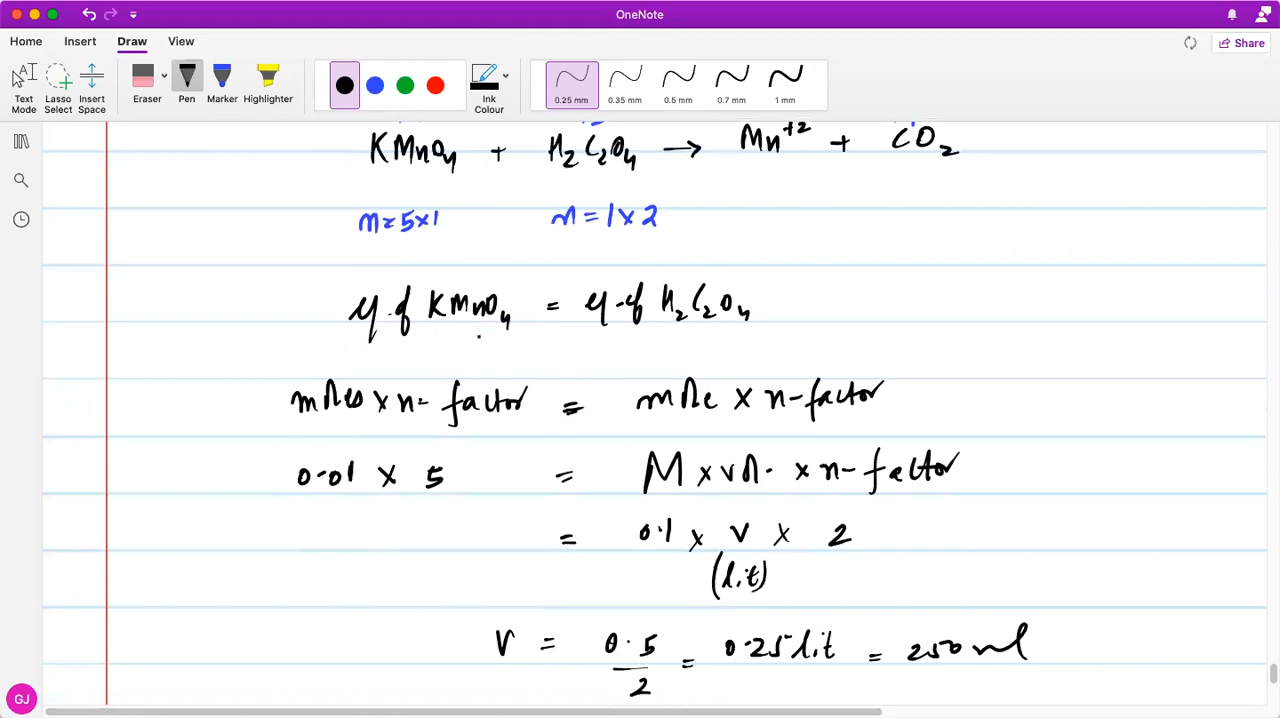 OneNote
Home Insert Draw View Share
Text Mode Lasso Select Insert Space Eraser Pen Marker Highlighter Ink Colour 0.25 mm 0.35 mm 0.5 mm 0.7 mm 1 mm
KMnO₄ + H₂C₂O₄ → Mn⁺² + CO₂
n=5×1 n=1×2
eq. of KMnO₄ = eq. of H₂C₂O₄
moles × n-factor = mole × n-factor
0.01 × 5 = M × vol. × n-factor
= 0.1 × V × 2
(lit)
V = 0.5/2 = 0.25 lit = 250 ml
GJ